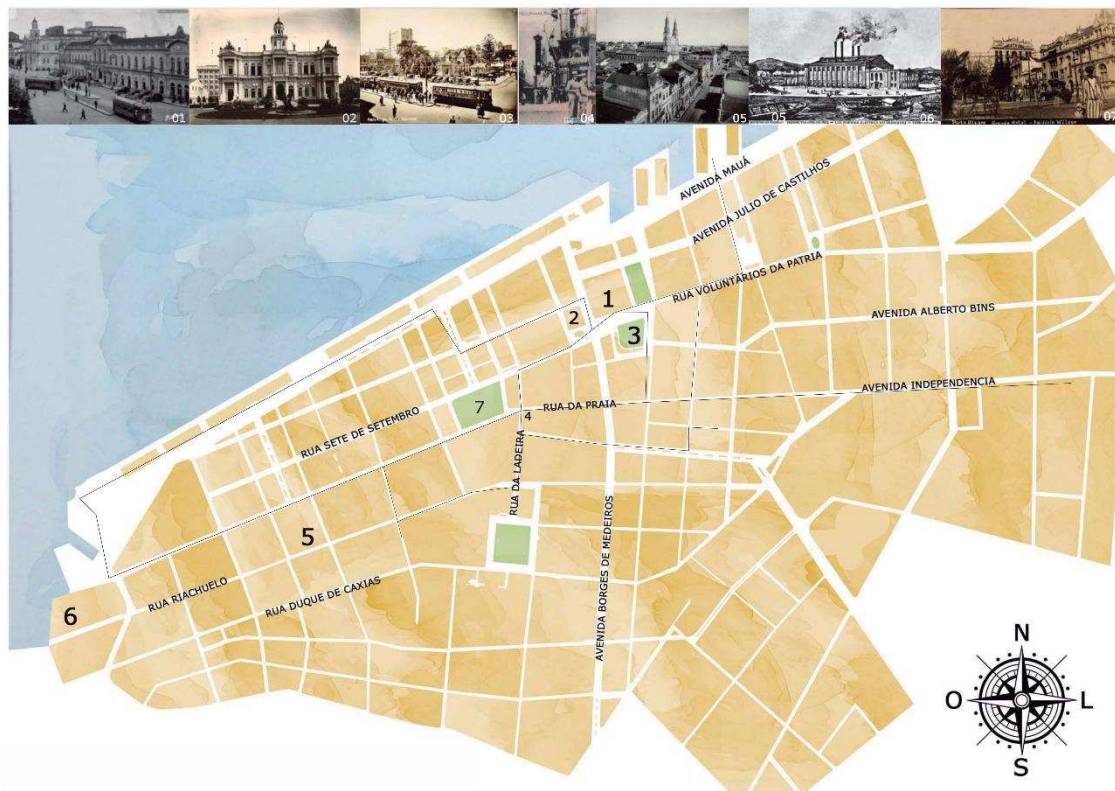 01
02
03
04
05
05
06
07
AVENIDA MAUÁ
AVENIDA JULIO DE CASTILHOS
RUA VOLUNTÁRIOS DA PATRIA
1
2
3
AVENIDA ALBERTO BINS
AVENIDA INDEPENDENCIA
RUA DA PRAIA
7
4
RUA SETE DE SETEMBRO
RUA DA LADEIRA
5
RUA RIACHUELO
RUA DUQUE DE CAXIAS
AVENIDA BORGES DE MEDEIROS
6
N
O
L
S